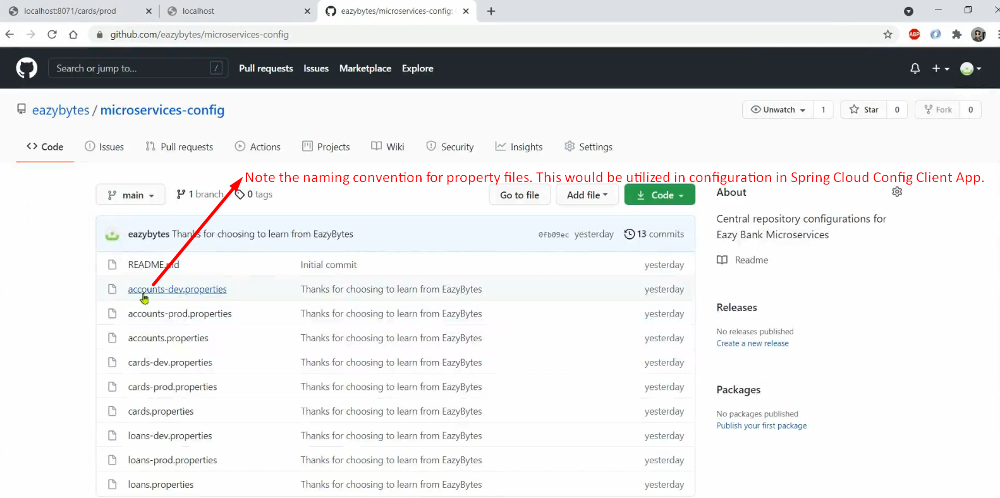 localhost:8071/cards/prod
localhost
eazybytes/microservices-config:
github.com/eazybytes/microservices-config
ABP
Search or jump to... /
Pull requests Issues Marketplace Explore
eazybytes / microservices-config
Unwatch 1 Star 0 Fork 0
Code Issues Pull requests Actions Projects Wiki Security Insights Settings
Note the naming convention for property files. This would be utilized in configuration in Spring Cloud Config Client App.
main 1 branch 0 tags Go to file Add file Code
eazybytes Thanks for choosing to learn from EazyBytes 0fb09ec yesterday 13 commits
README.md Initial commit yesterday
accounts-dev.properties Thanks for choosing to learn from EazyBytes yesterday
accounts-prod.properties Thanks for choosing to learn from EazyBytes yesterday
accounts.properties Thanks for choosing to learn from EazyBytes yesterday
cards-dev.properties Thanks for choosing to learn from EazyBytes yesterday
cards-prod.properties Thanks for choosing to learn from EazyBytes yesterday
cards.properties Thanks for choosing to learn from EazyBytes yesterday
loans-dev.properties Thanks for choosing to learn from EazyBytes yesterday
loans-prod.properties Thanks for choosing to learn from EazyBytes yesterday
loans.properties Thanks for choosing to learn from EazyBytes yesterday
About
Central repository configurations for
Eazy Bank Microservices
Readme
Releases
No releases published
Create a new release
Packages
No packages published
Publish your first package